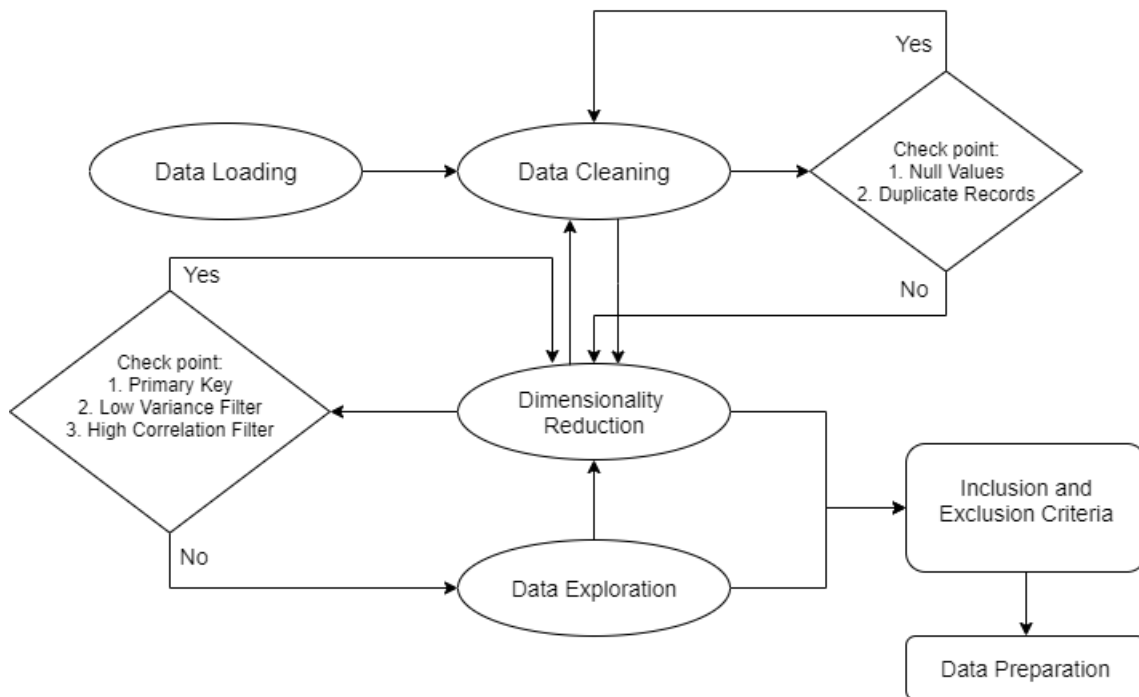 Yes
Data Loading
Data Cleaning
Check point:
1. Null Values
2. Duplicate Records
No
Yes
Check point:
1. Primary Key
2. Low Variance Filter
3. High Correlation Filter
Dimensionality
Reduction
Inclusion and
Exclusion Criteria
No
Data Exploration
Data Preparation